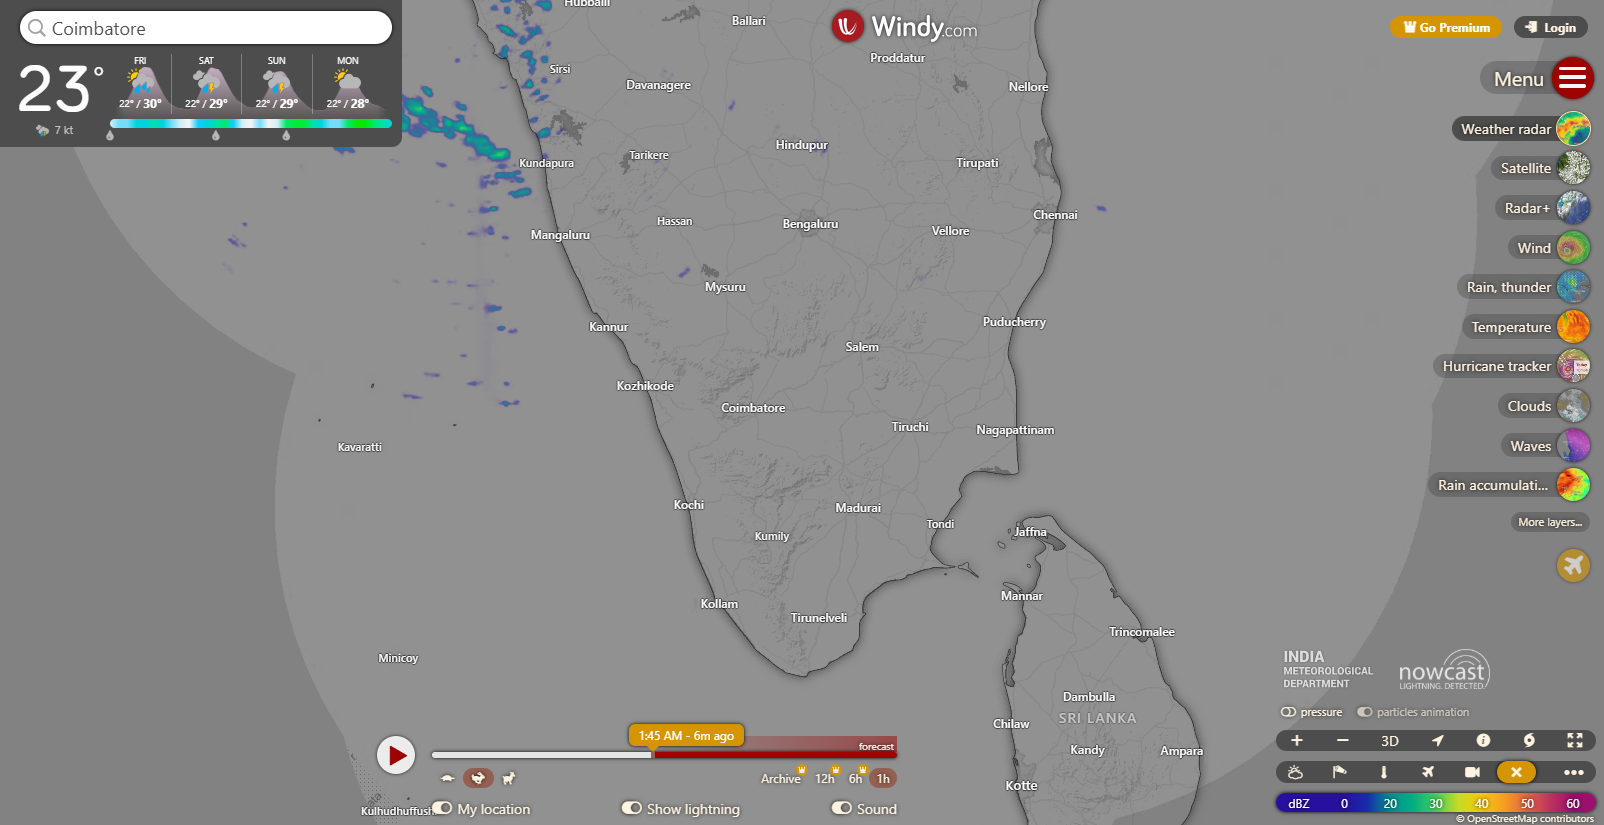 Coimbatore
23°
7 kt
FRI
22° / 30°
SAT
22° / 29°
SUN
22° / 29°
MON
22° / 28°
Windy.com
Go Premium
Login
Menu
Weather radar
Satellite
Radar+
Wind
Rain, thunder
Temperature
Hurricane tracker
Clouds
Waves
Rain accumulati...
More layers...
Hubballi
Ballari
Proddatur
Sirsi
Davanagere
Nellore
Kundapura
Tarikere
Hindupur
Tirupati
Mangaluru
Hassan
Bengaluru
Vellore
Chennai
Mysuru
Kannur
Puducherry
Salem
Kozhikode
Coimbatore
Tiruchi
Nagapattinam
Kavaratti
Kochi
Madurai
Kumily
Tondi
Jaffna
Kollam
Tirunelveli
Mannar
Trincomalee
Minicoy
Dambulla
Chilaw
SRI LANKA
Kandy
Ampara
Kotte
Kulhudhuffush
INDIA
METEOROLOGICAL
DEPARTMENT
nowcast
LIGHTNING. DETECTED.
pressure
particles animation
3D
dBZ 0 20 30 40 50 60
© OpenStreetMap contributors
1:45 AM - 6m ago
forecast
Archive 12h 6h 1h
My location
Show lightning
Sound